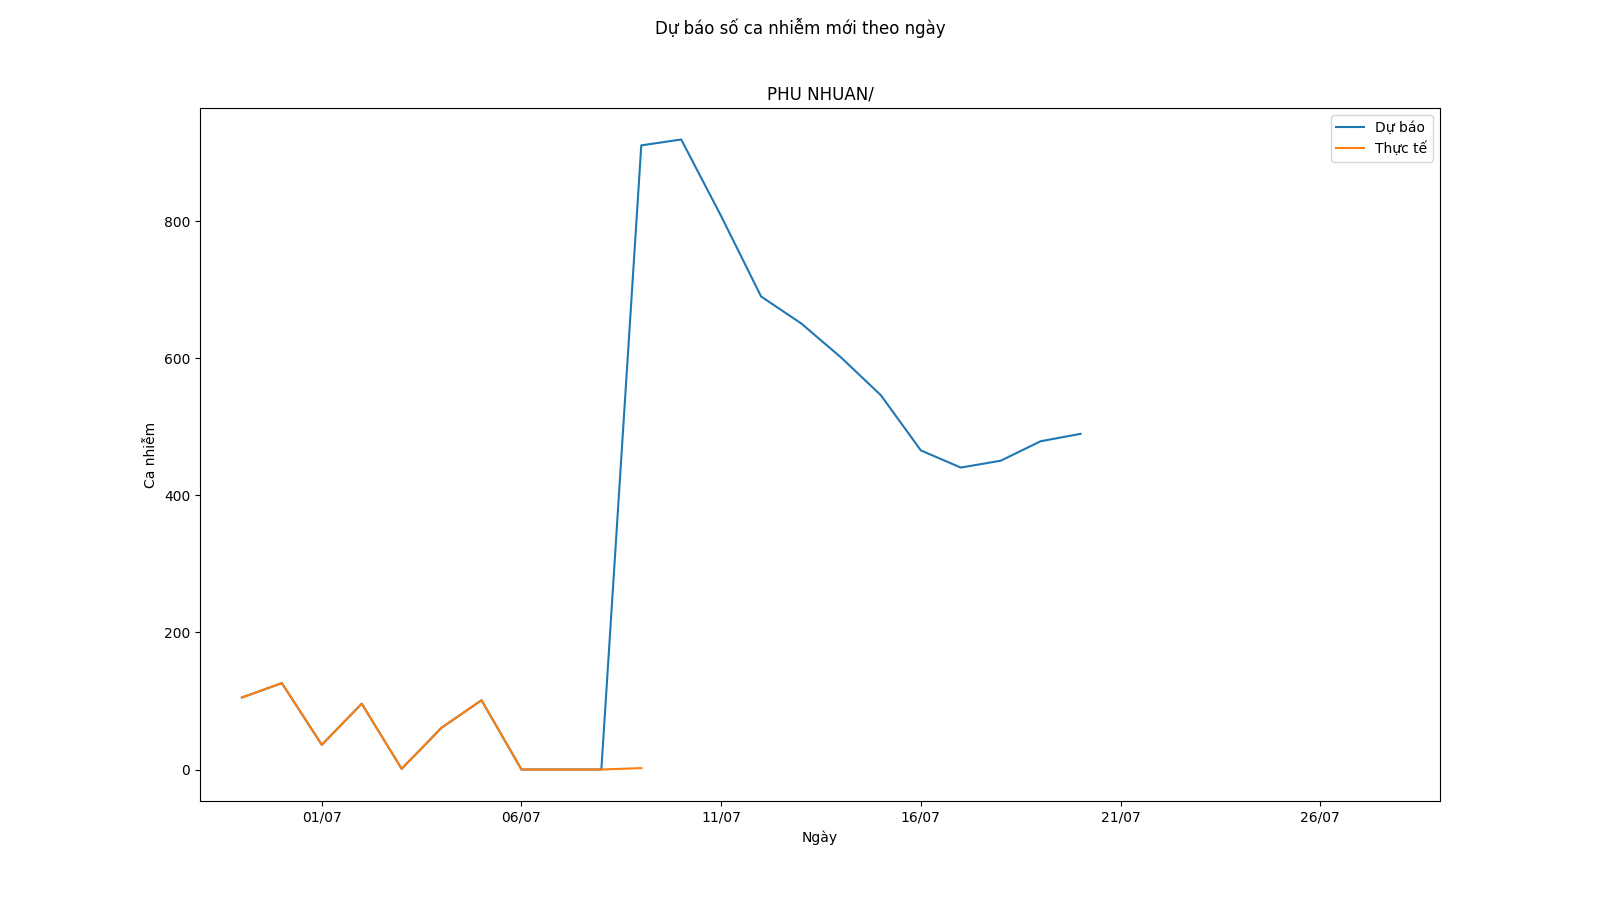 Dự báo số ca nhiễm mới theo ngày
PHU NHUAN/
Dự báo
Thực tế
800
600
400
200
0
Ca nhiễm
01/07
06/07
11/07
16/07
21/07
26/07
Ngày